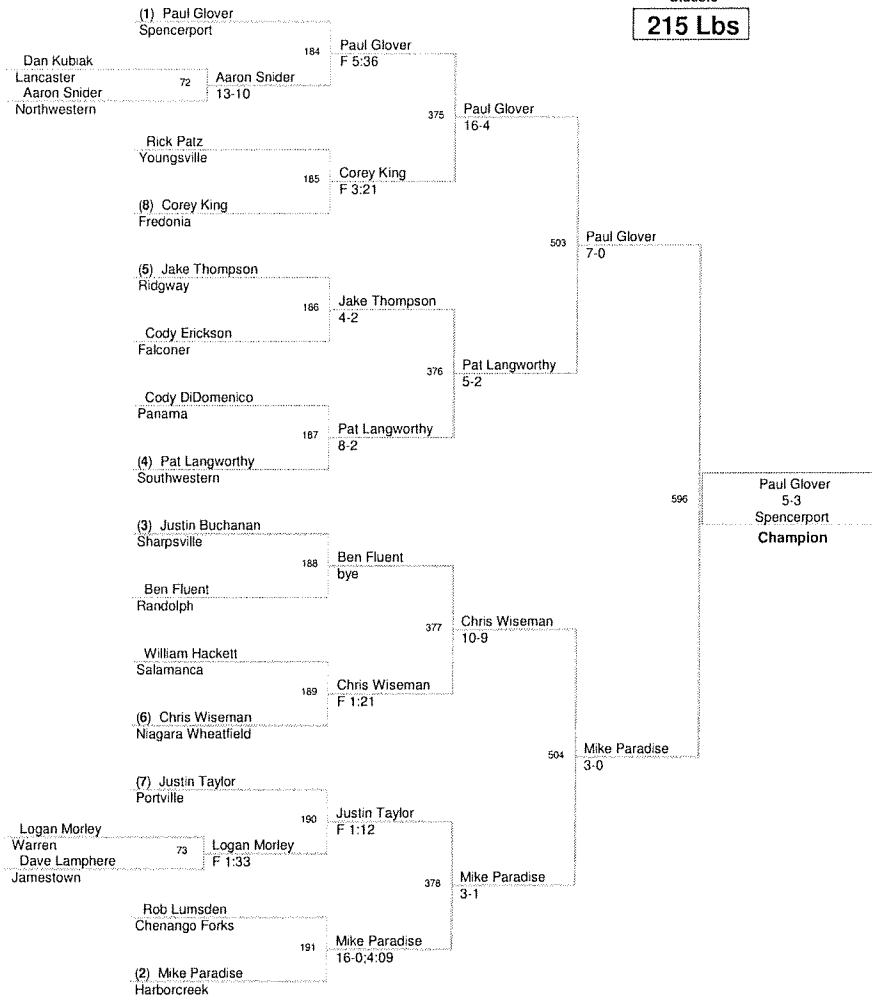 215 Lbs
(1) Paul Glover
Spencerport
184
Paul Glover
F 5:36
Dan Kubiak
Lancaster
72
Aaron Snider
13-10
Aaron Snider
Northwestern
375
Paul Glover
16-4
Rick Patz
Youngsville
185
Corey King
F 3:21
(8) Corey King
Fredonia
503
Paul Glover
7-0
(5) Jake Thompson
Ridgway
186
Jake Thompson
4-2
Cody Erickson
Falconer
376
Pat Langworthy
5-2
Cody DiDomenico
Panama
187
Pat Langworthy
8-2
(4) Pat Langworthy
Southwestern
596
Paul Glover
5-3
Spencerport
Champion
(3) Justin Buchanan
Sharpsville
188
Ben Fluent
bye
Ben Fluent
Randolph
377
Chris Wiseman
10-9
William Hackett
Salamanca
189
Chris Wiseman
F 1:21
(6) Chris Wiseman
Niagara Wheatfield
504
Mike Paradise
3-0
(7) Justin Taylor
Portville
190
Justin Taylor
F 1:12
Logan Morley
Warren
73
Logan Morley
F 1:33
Dave Lamphere
Jamestown
378
Mike Paradise
3-1
Rob Lumsden
Chenango Forks
191
Mike Paradise
16-0;4:09
(2) Mike Paradise
Harborcreek